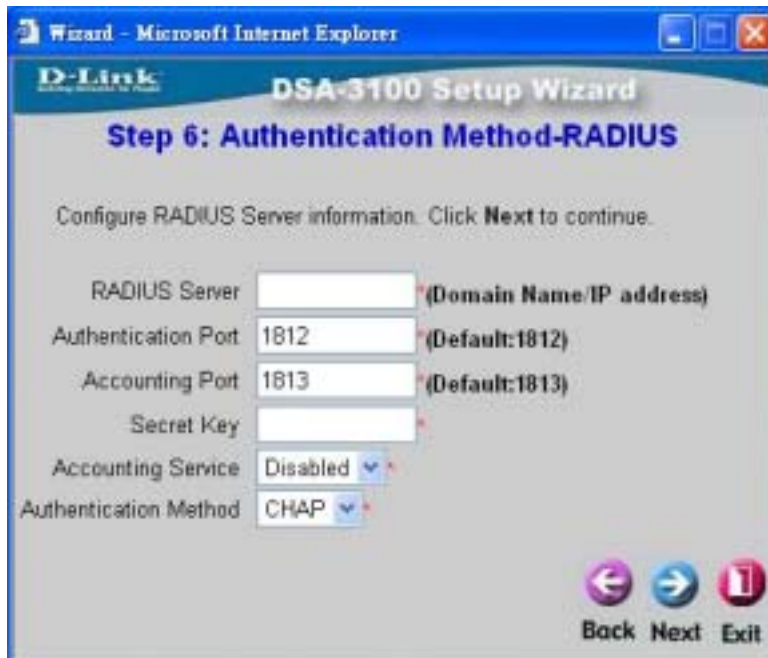 Wizard - Microsoft Internet Explorer
D-Link
DSA-3100 Setup Wizard
Step 6: Authentication Method-RADIUS
Configure RADIUS Server information. Click Next to continue.
RADIUS Server *(Domain Name/IP address)
Authentication Port 1812 *(Default:1812)
Accounting Port 1813 *(Default:1813)
Secret Key *
Accounting Service Disabled *
Authentication Method CHAP *
Back Next Exit